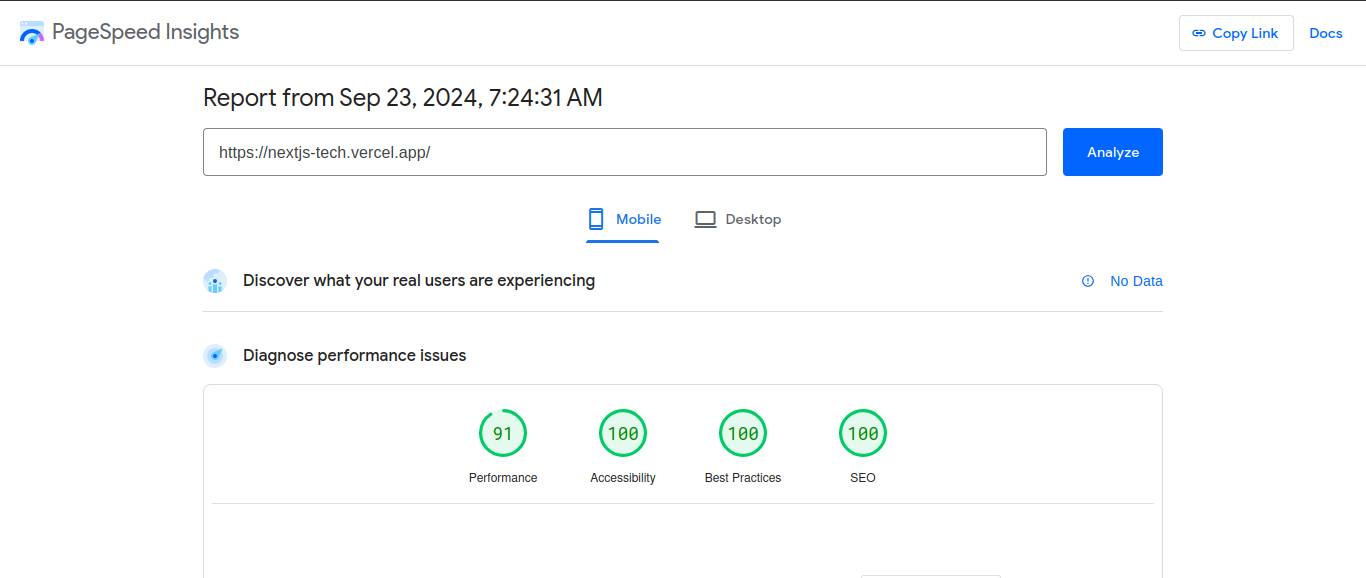 PageSpeed Insights
Copy Link
Docs
Report from Sep 23, 2024, 7:24:31 AM
https://nextjs-tech.vercel.app/
Analyze
Mobile
Desktop
Discover what your real users are experiencing
No Data
Diagnose performance issues
91
100
100
100
Performance
Accessibility
Best Practices
SEO